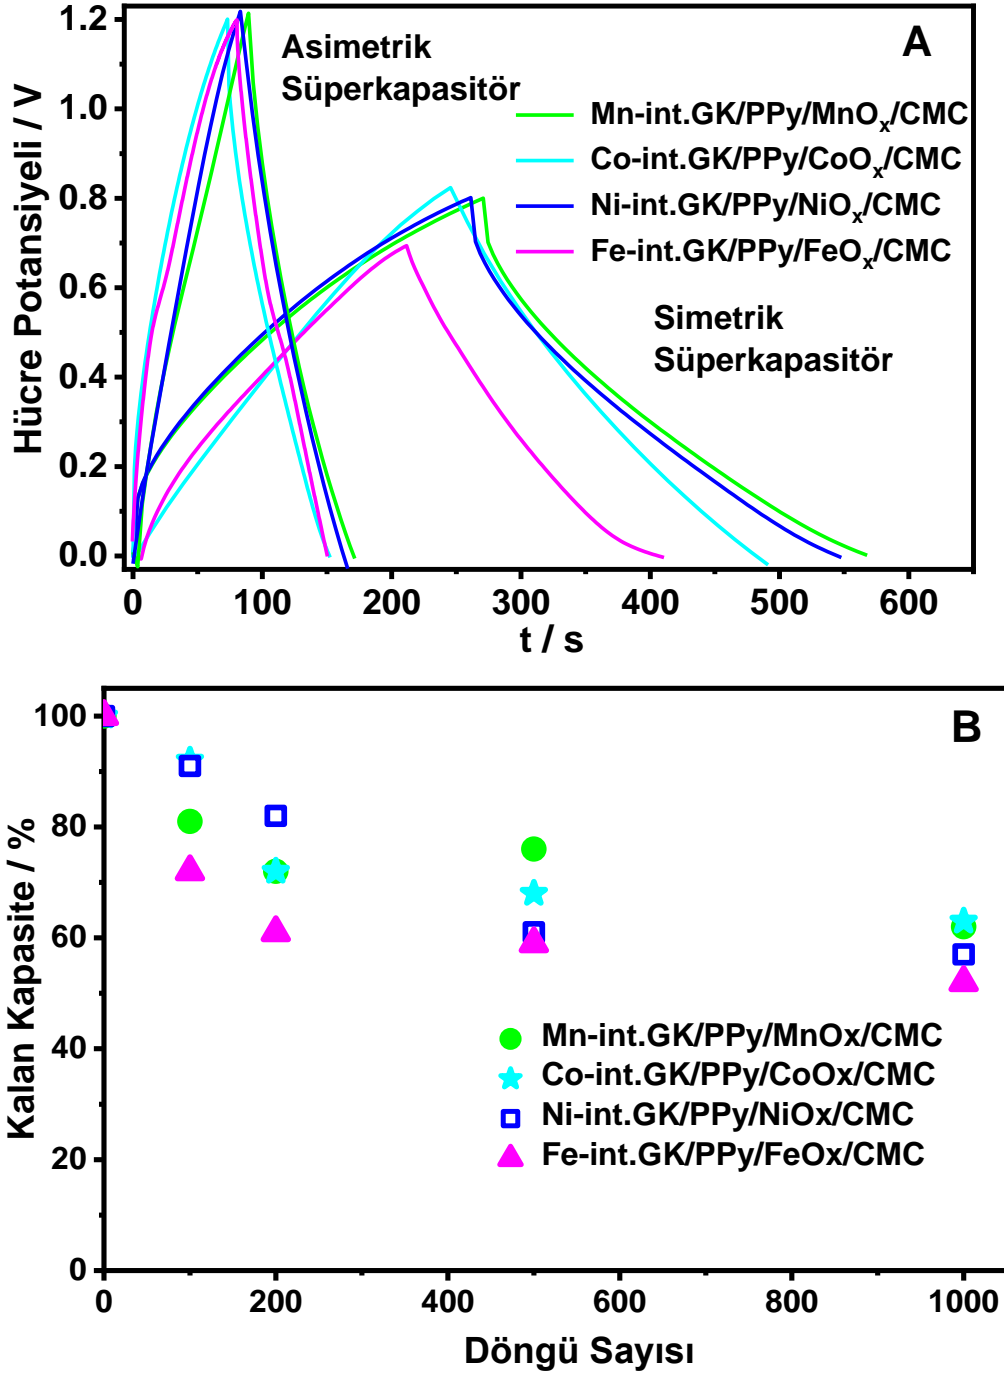 A
Asimetrik
Süperkapasitör
Mn-int.GK/PPy/MnOx/CMC
Co-int.GK/PPy/CoOx/CMC
Ni-int.GK/PPy/NiOx/CMC
Fe-int.GK/PPy/FeOx/CMC
Simetrik
Süperkapasitör
Hücre Potansiyeli / V
1.2
1.0
0.8
0.6
0.4
0.2
0.0
0 100 200 300 400 500 600
t / s
B
Kalan Kapasite / %
100
80
60
40
20
0
Mn-int.GK/PPy/MnOx/CMC
Co-int.GK/PPy/CoOx/CMC
Ni-int.GK/PPy/NiOx/CMC
Fe-int.GK/PPy/FeOx/CMC
0 200 400 600 800 1000
Döngü Sayısı